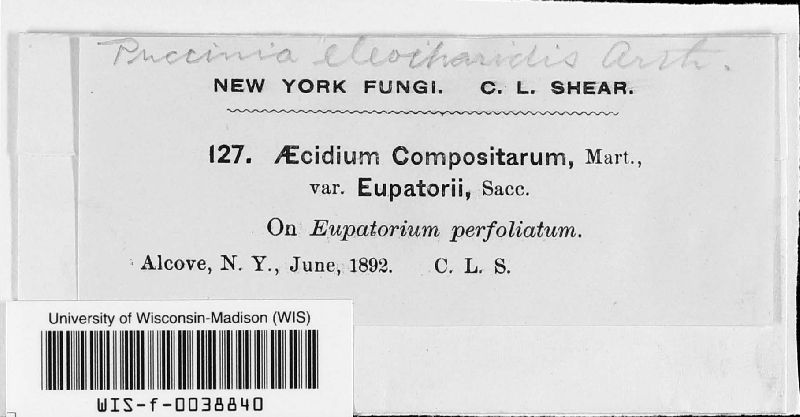 Puccinia eleocharidis Arth.
NEW YORK FUNGI. C. L. SHEAR.
127. Æcidium Compositarum, Mart.,
var. Eupatorii, Sacc.
On Eupatorium perfoliatum.
Alcove, N. Y., June, 1892. C. L. S.
University of Wisconsin-Madison (WIS)
WIS-f-0038840